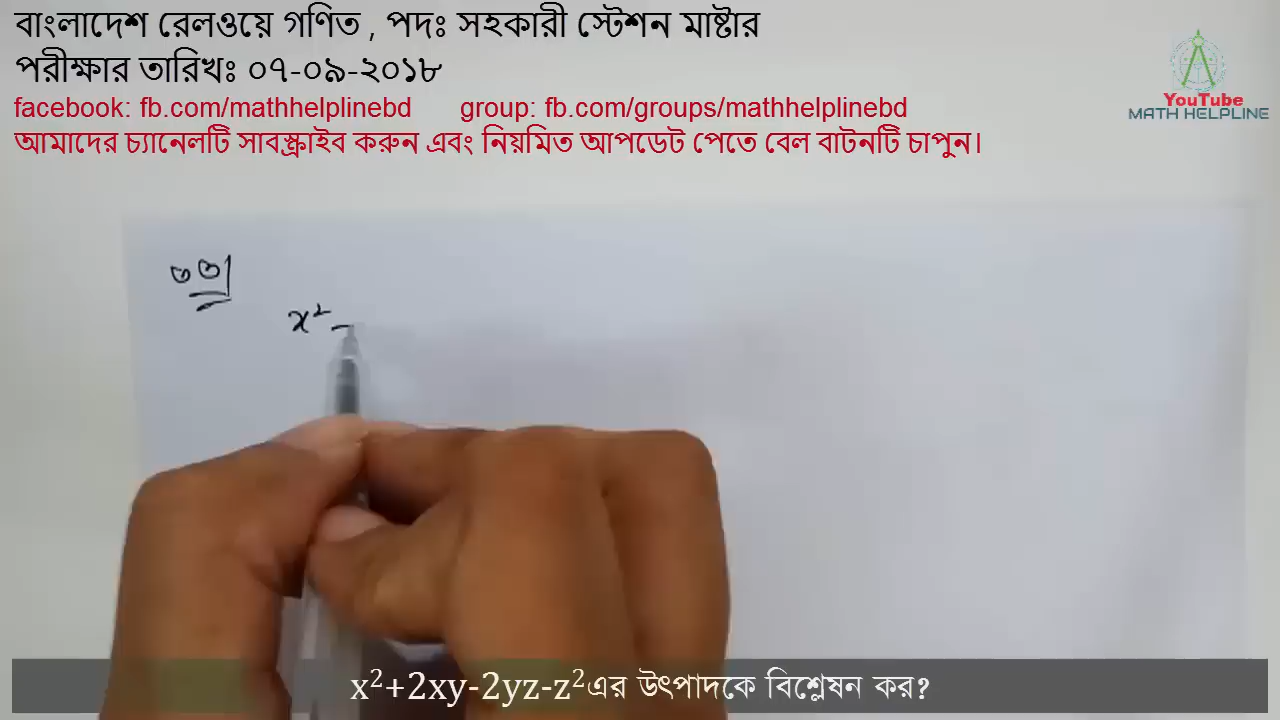 বাংলাদেশ রেলওয়ে গণিত , পদঃ সহকারী স্টেশন মাষ্টার
পরীক্ষার তারিখঃ ০৭-০৯-২০১৮
facebook: fb.com/mathhelplinebd group: fb.com/groups/mathhelplinebd
আমাদের চ্যানেলটি সাবস্ক্রাইব করুন এবং নিয়মিত আপডেট পেতে বেল বাটনটি চাপুন।
YouTube
MATH HELPLINE
৩৩।
x² -
x²+2xy-2yz-z²এর উৎপাদকে বিশ্লেষন কর?